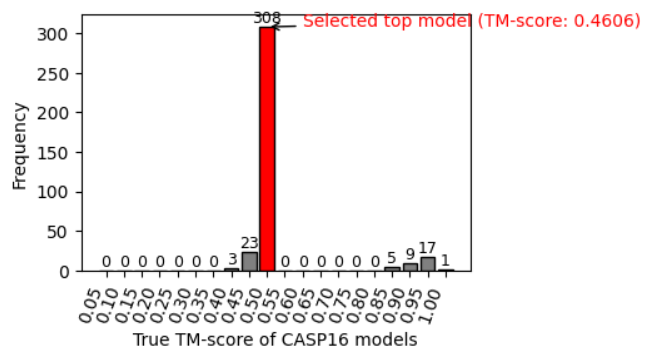 308
Selected top model (TM-score: 0.4606)
300
250
200
150
100
50
0
Frequency
0 0 0 0 0 0 0 3 23 0 0 0 0 0 0 5 9 17 1
0.05 0.10 0.15 0.20 0.25 0.30 0.35 0.40 0.45 0.50 0.55 0.60 0.65 0.70 0.75 0.80 0.85 0.90 0.95 1.00
True TM-score of CASP16 models